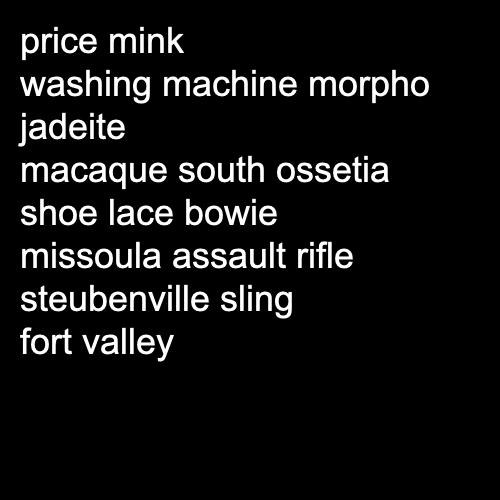 price mink
washing machine morpho
jadeite
macaque south ossetia
shoe lace bowie
missoula assault rifle
steubenville sling
fort valley